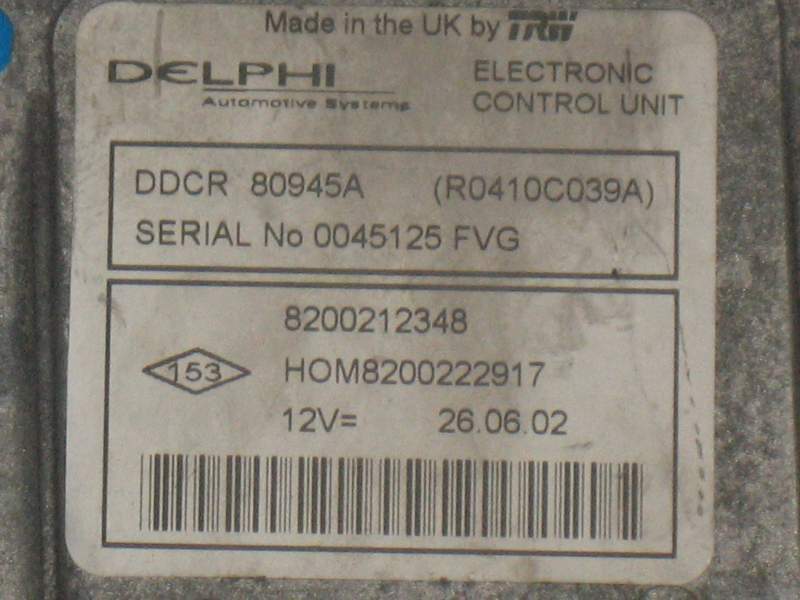 Made in the UK by TRW
DELPHI
Automotive Systems
ELECTRONIC
CONTROL UNIT
DDCR 80945A (R0410C039A)
SERIAL No 0045125 FVG
8200212348
153 HOM8200222917
12V= 26.06.02